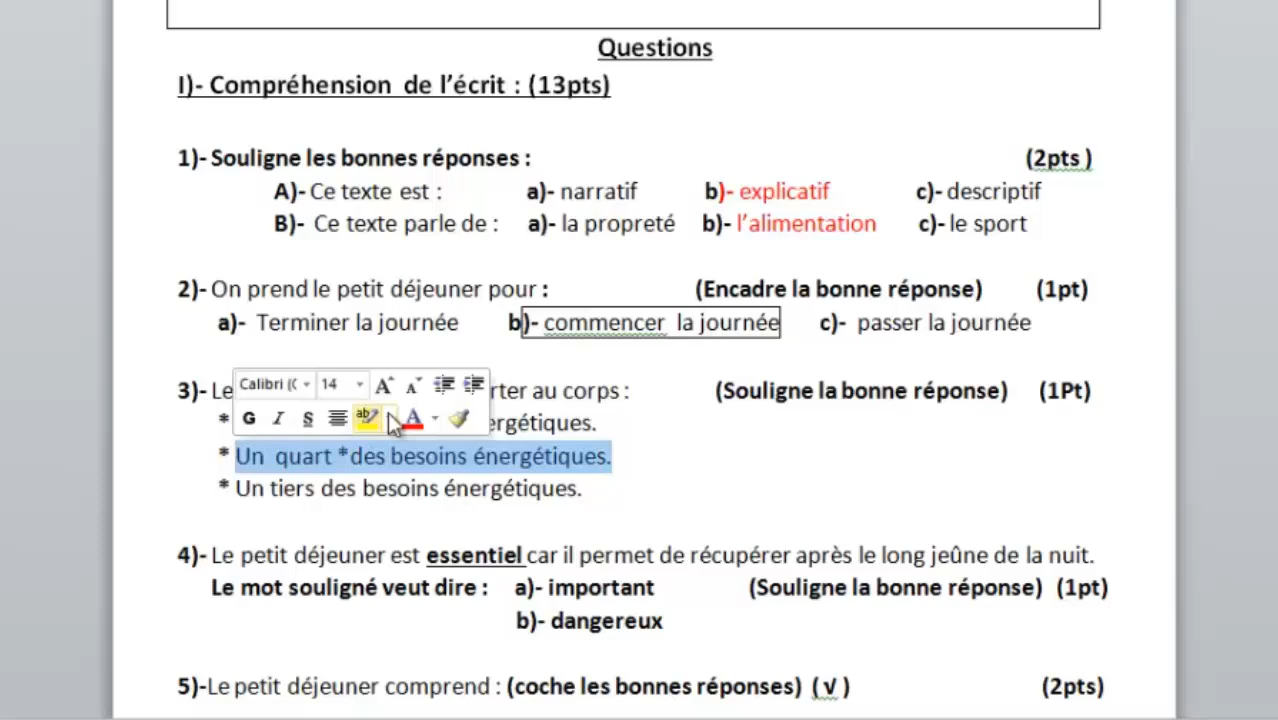 Questions
I)- Compréhension de l'écrit : (13pts)
1)- Souligne les bonnes réponses : (2pts )
A)- Ce texte est : a)- narratif b)- explicatif c)- descriptif
B)- Ce texte parle de : a)- la propreté b)- l'alimentation c)- le sport
2)- On prend le petit déjeuner pour : (Encadre la bonne réponse) (1pt)
a)- Terminer la journée b)- commencer la journée c)- passer la journée
3)- Le rter au corps : (Souligne la bonne réponse) (1Pt)
Calibri (C 14 A A
G I S ab A
* ergétiques.
* Un quart *des besoins énergétiques.
* Un tiers des besoins énergétiques.
4)- Le petit déjeuner est essentiel car il permet de récupérer après le long jeûne de la nuit.
Le mot souligné veut dire : a)- important (Souligne la bonne réponse) (1pt)
b)- dangereux
5)-Le petit déjeuner comprend : (coche les bonnes réponses) ( √ ) (2pts)